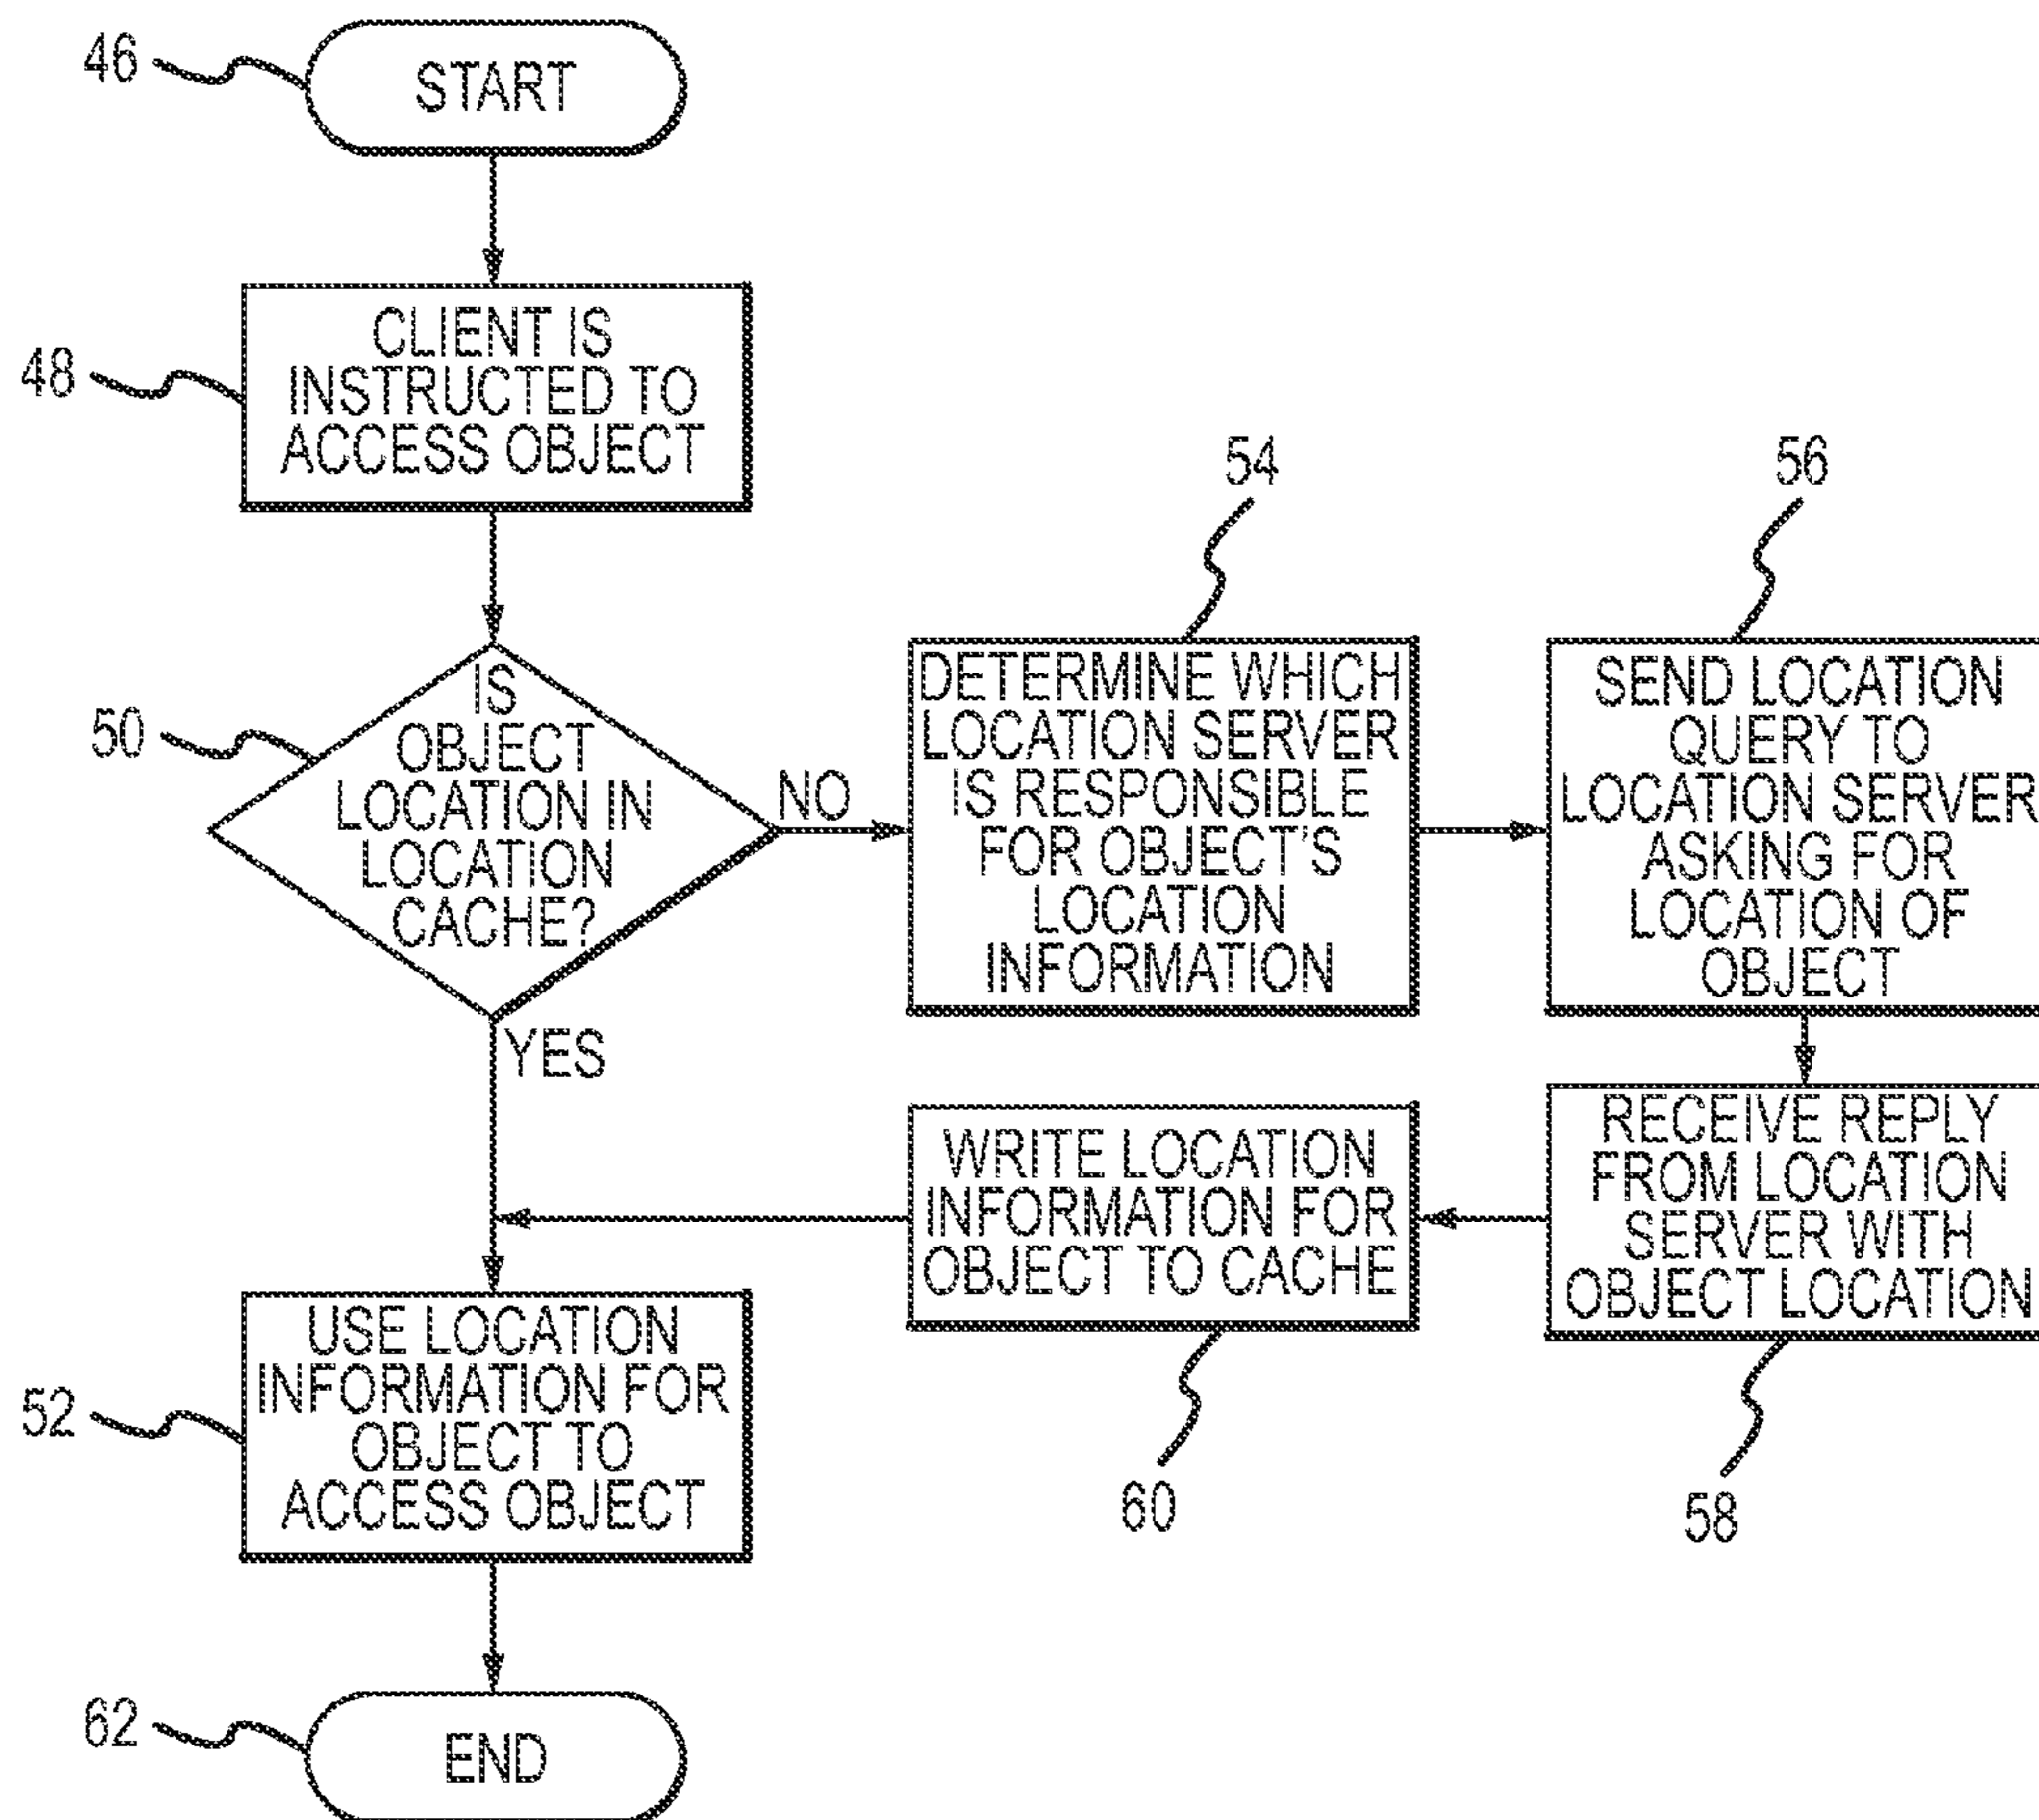 46
START
48
CLIENT IS
INSTRUCTED TO
ACCESS OBJECT
50
IS
OBJECT
LOCATION IN
LOCATION
CACHE?
NO
YES
54
DETERMINE WHICH
LOCATION SERVER
IS RESPONSIBLE
FOR OBJECT'S
LOCATION
INFORMATION
56
SEND LOCATION
QUERY TO
LOCATION SERVER
ASKING FOR
LOCATION OF
OBJECT
RECEIVE REPLY
FROM LOCATION
SERVER WITH
OBJECT LOCATION
58
WRITE LOCATION
INFORMATION FOR
OBJECT TO CACHE
60
52
USE LOCATION
INFORMATION FOR
OBJECT TO
ACCESS OBJECT
62
END